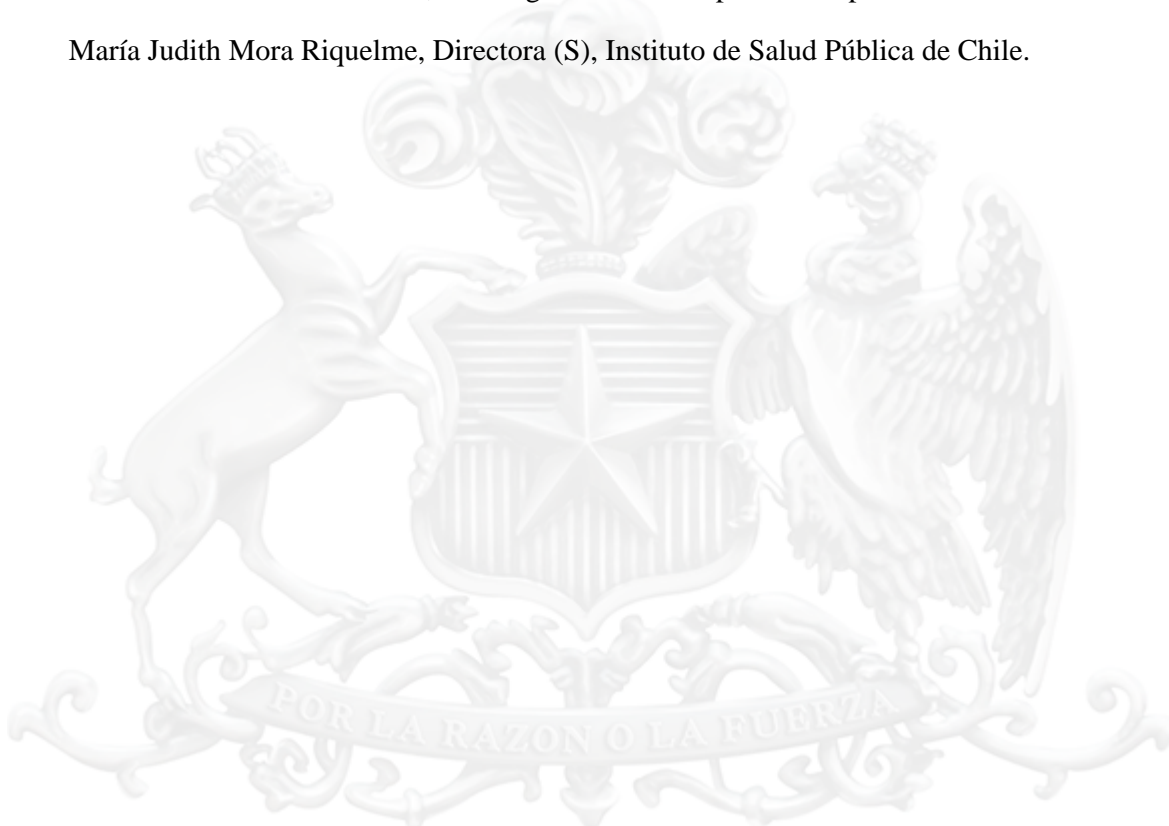 María Judith Mora Riquelme, Directora (S), Instituto de Salud Pública de Chile.
POR LA RAZON O LA FUERZA